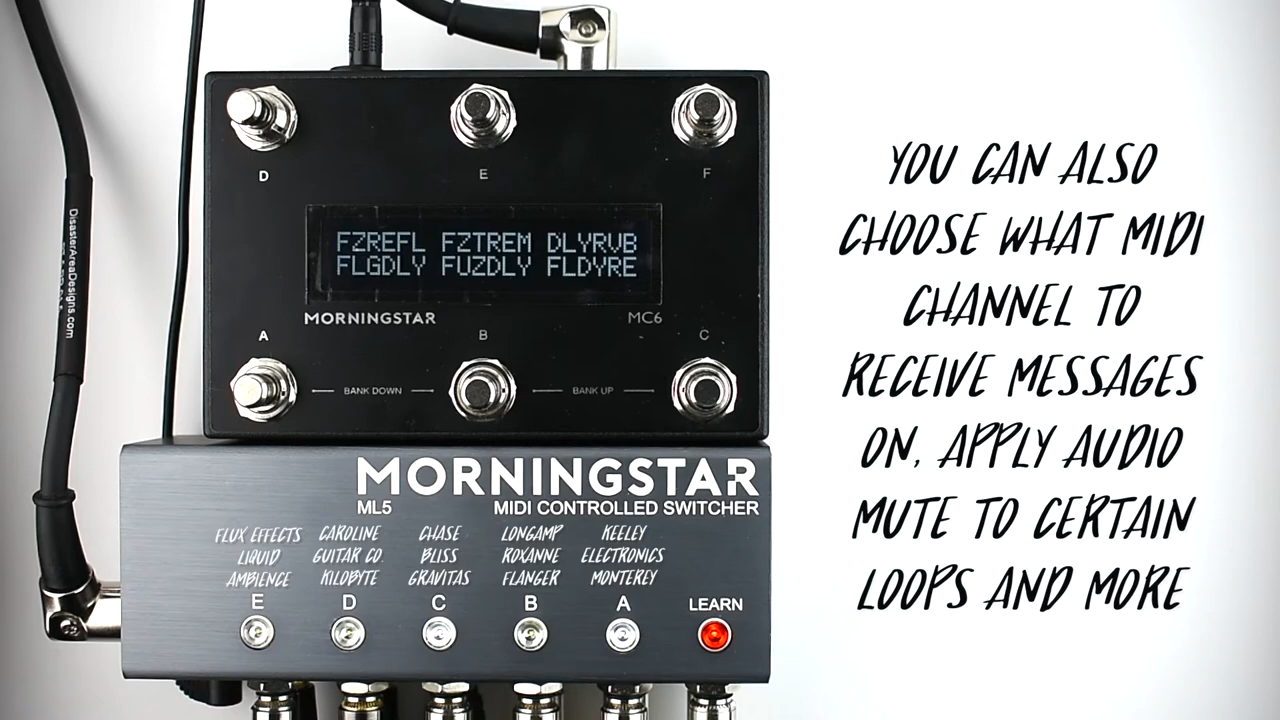 D E F
FZREFL FZTREM DLYRVB
FLGDLY FUZDLY FLDYRE
MORNINGSTAR MC6
A B C
BANK DOWN BANK UP
DisasterAreaDesigns.com
MORNINGSTAR
ML5 MIDI CONTROLLED SWITCHER
FLUX EFFECTS CAROLINE CHASE LONGAMP KEELEY
LIQUID GUITAR CO. BLISS ROXANNE ELECTRONICS
AMBIENCE KILOBYTE GRAVITAS FLANGER MONTEREY
E D C B A LEARN
YOU CAN ALSO
CHOOSE WHAT MIDI
CHANNEL TO
RECEIVE MESSAGES
ON, APPLY AUDIO
MUTE TO CERTAIN
LOOPS AND MORE